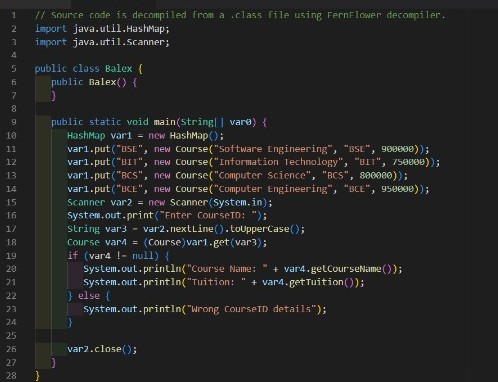 1 // Source code is decompiled from a .class file using FernFlower decompiler.
2 import java.util.HashMap;
3 import java.util.Scanner;
4
5 public class Balex {
6 public Balex() {
7 }
8
9 public static void main(String[] var0) {
10 HashMap var1 = new HashMap();
11 var1.put("BSE", new Course("Software Engineering", "BSE", 900000));
12 var1.put("BIT", new Course("Information Technology", "BIT", 750000));
13 var1.put("BCS", new Course("Computer Science", "BCS", 800000));
14 var1.put("BCE", new Course("Computer Engineering", "BCE", 950000));
15 Scanner var2 = new Scanner(System.in);
16 System.out.print("Enter CourseID: ");
17 String var3 = var2.nextLine().toUpperCase();
18 Course var4 = (Course)var1.get(var3);
19 if (var4 != null) {
20 System.out.println("Course Name: " + var4.getCourseName());
21 System.out.println("Tuition: " + var4.getTuition());
22 } else {
23 System.out.println("Wrong CourseID details");
24 }
25
26 var2.close();
27 }
28 }